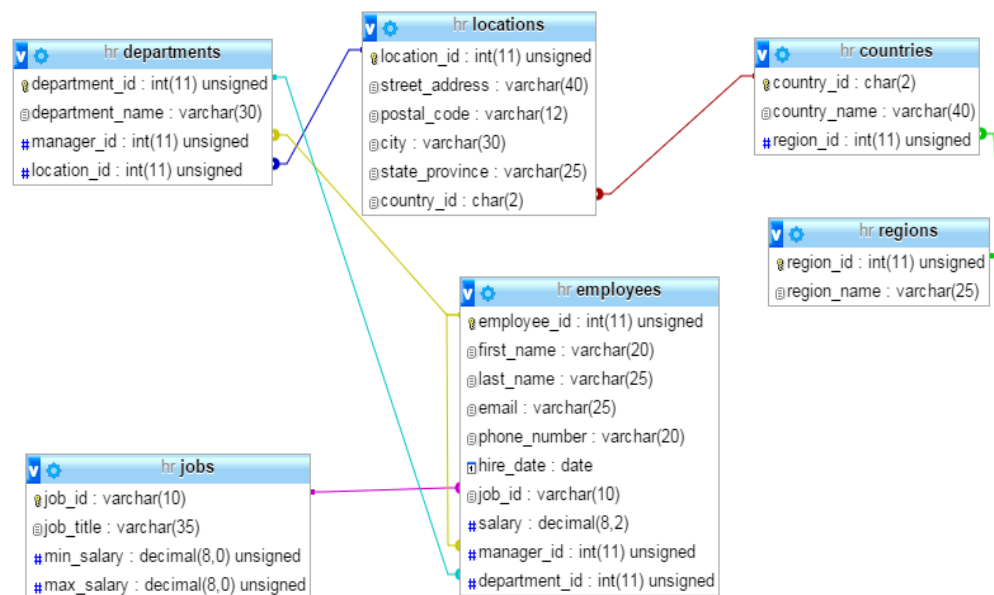 hr departments
department_id : int(11) unsigned
department_name : varchar(30)
manager_id : int(11) unsigned
location_id : int(11) unsigned
hr locations
location_id : int(11) unsigned
street_address : varchar(40)
postal_code : varchar(12)
city : varchar(30)
state_province : varchar(25)
country_id : char(2)
hr countries
country_id : char(2)
country_name : varchar(40)
region_id : int(11) unsigned
hr regions
region_id : int(11) unsigned
region_name : varchar(25)
hr employees
employee_id : int(11) unsigned
first_name : varchar(20)
last_name : varchar(25)
email : varchar(25)
phone_number : varchar(20)
hire_date : date
job_id : varchar(10)
salary : decimal(8,2)
manager_id : int(11) unsigned
department_id : int(11) unsigned
hr jobs
job_id : varchar(10)
job_title : varchar(35)
min_salary : decimal(8,0) unsigned
max_salary : decimal(8,0) unsigned